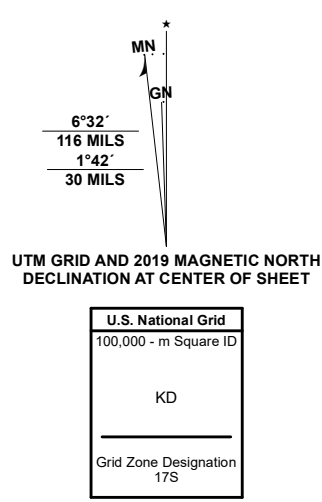 MN
GN
6°32´
116 MILS
1°42´
30 MILS
UTM GRID AND 2019 MAGNETIC NORTH
DECLINATION AT CENTER OF SHEET
U.S. National Grid
100,000 - m Square ID
KD
Grid Zone Designation
17S